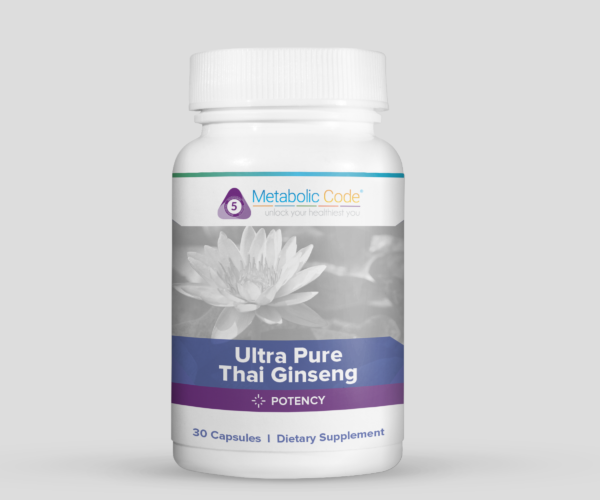 5
Metabolic Code®
unlock your healthiest you
Ultra Pure
Thai Ginseng
POTENCY
30 Capsules | Dietary Supplement